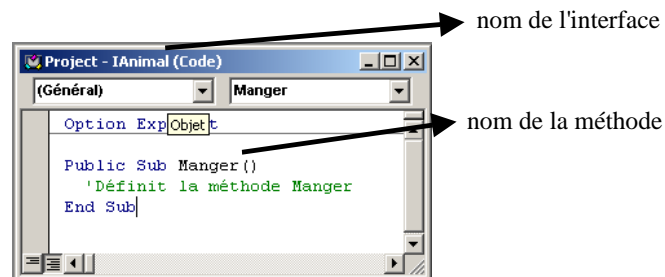 nom de l'interface
Project - IAnimal (Code)
(Général) Manger
Option Exp Objet t
nom de la méthode
Public Sub Manger()
'Définit la méthode Manger
End Sub